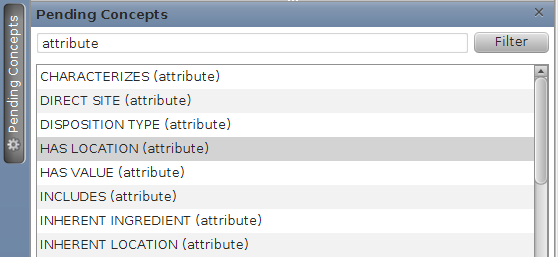 Pending Concepts
Pending Concepts
attribute
Filter
CHARACTERIZES (attribute)
DIRECT SITE (attribute)
DISPOSITION TYPE (attribute)
HAS LOCATION (attribute)
HAS VALUE (attribute)
INCLUDES (attribute)
INHERENT INGREDIENT (attribute)
INHERENT LOCATION (attribute)